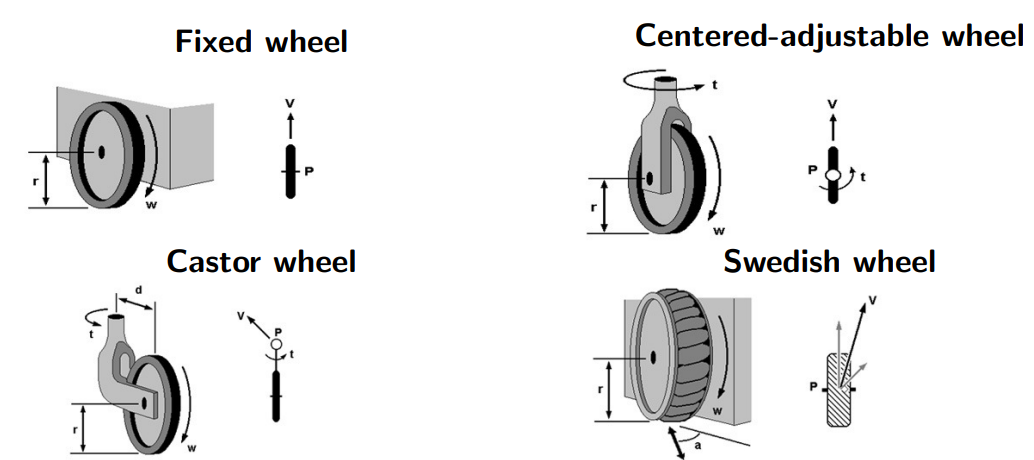 Fixed wheel
V
P
r
w
Centered-adjustable wheel
t
V
P
t
r
w
Castor wheel
d
t
V
P
t
r
w
Swedish wheel
V
P
r
w
a